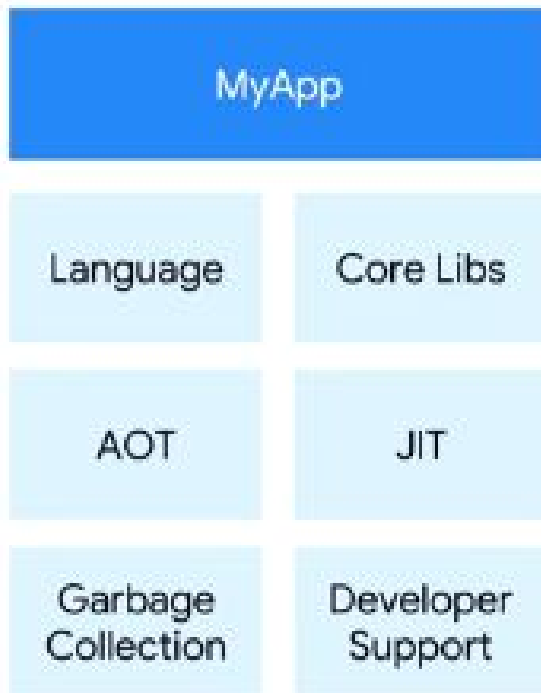 MyApp
Language
Core Libs
AOT
JIT
Garbage
Collection
Developer
Support